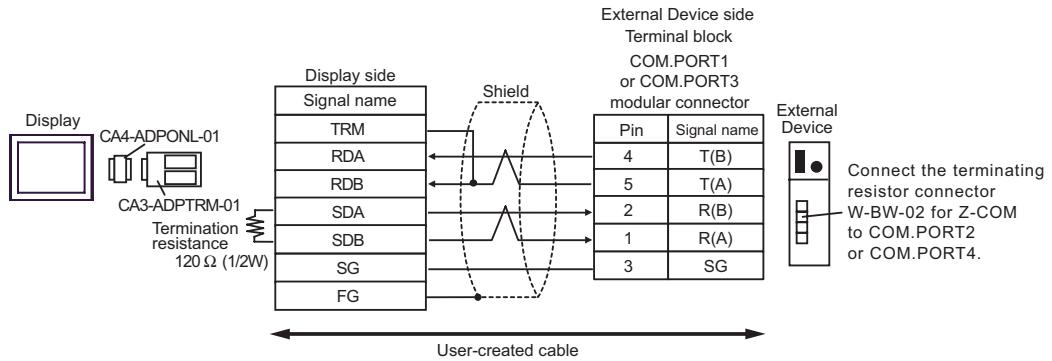 External Device side
Terminal block
COM.PORT1
or COM.PORT3
modular connector
Display side
Signal name
TRM
RDA
RDB
SDA
SDB
SG
FG
Shield
Pin
Signal name
4
T(B)
5
T(A)
2
R(B)
1
R(A)
3
SG
Display
CA4-ADPONL-01
CA3-ADPTRM-01
Termination
resistance
120 Ω (1/2W)
External
Device
Connect the terminating
resistor connector
W-BW-02 for Z-COM
to COM.PORT2
or COM.PORT4.
User-created cable